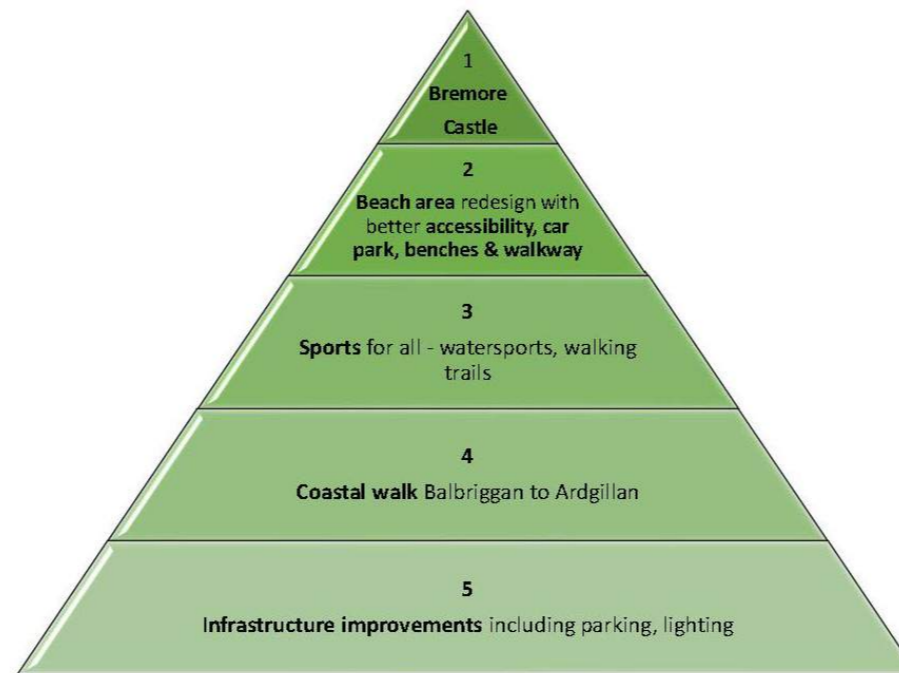 1
Bremore
Castle
2
Beach area redesign with
better accessibility, car
park, benches & walkway
3
Sports for all - watersports, walking
trails
4
Coastal walk Balbriggan to Ardgillan
5
Infrastructure improvements including parking, lighting